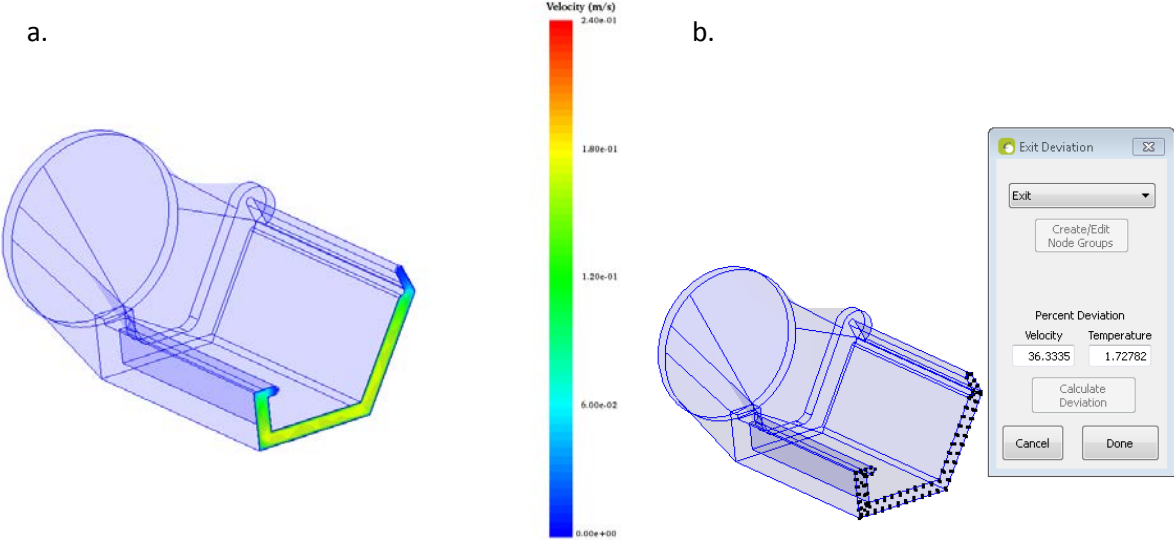 a.
Velocity (m/s)
2.40e-01
1.80e-01
1.20e-01
6.00e-02
0.00e+00
b.
Exit Deviation
Exit
Create/Edit
Node Groups
Percent Deviation
Velocity Temperature
36.3335 1.72782
Calculate
Deviation
Cancel Done